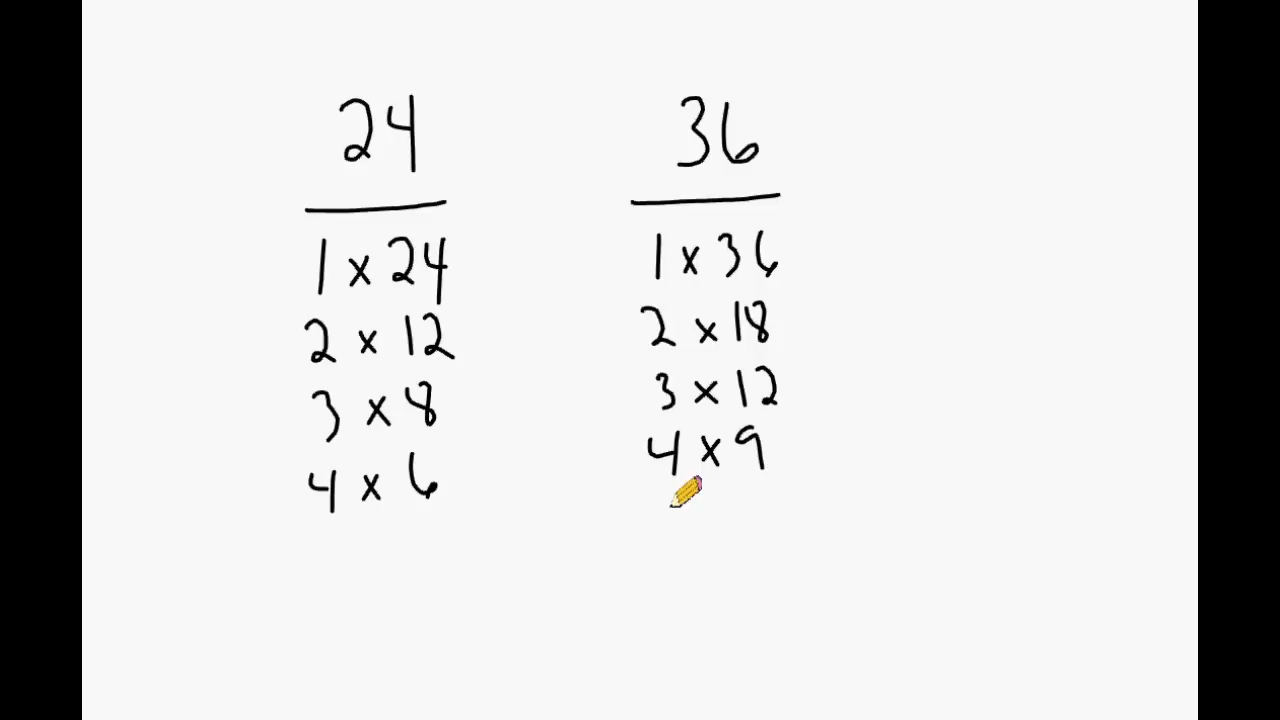 24
1 x 24
2 x 12
3 x 8
4 x 6
36
1 x 36
2 x 18
3 x 12
4 x 9